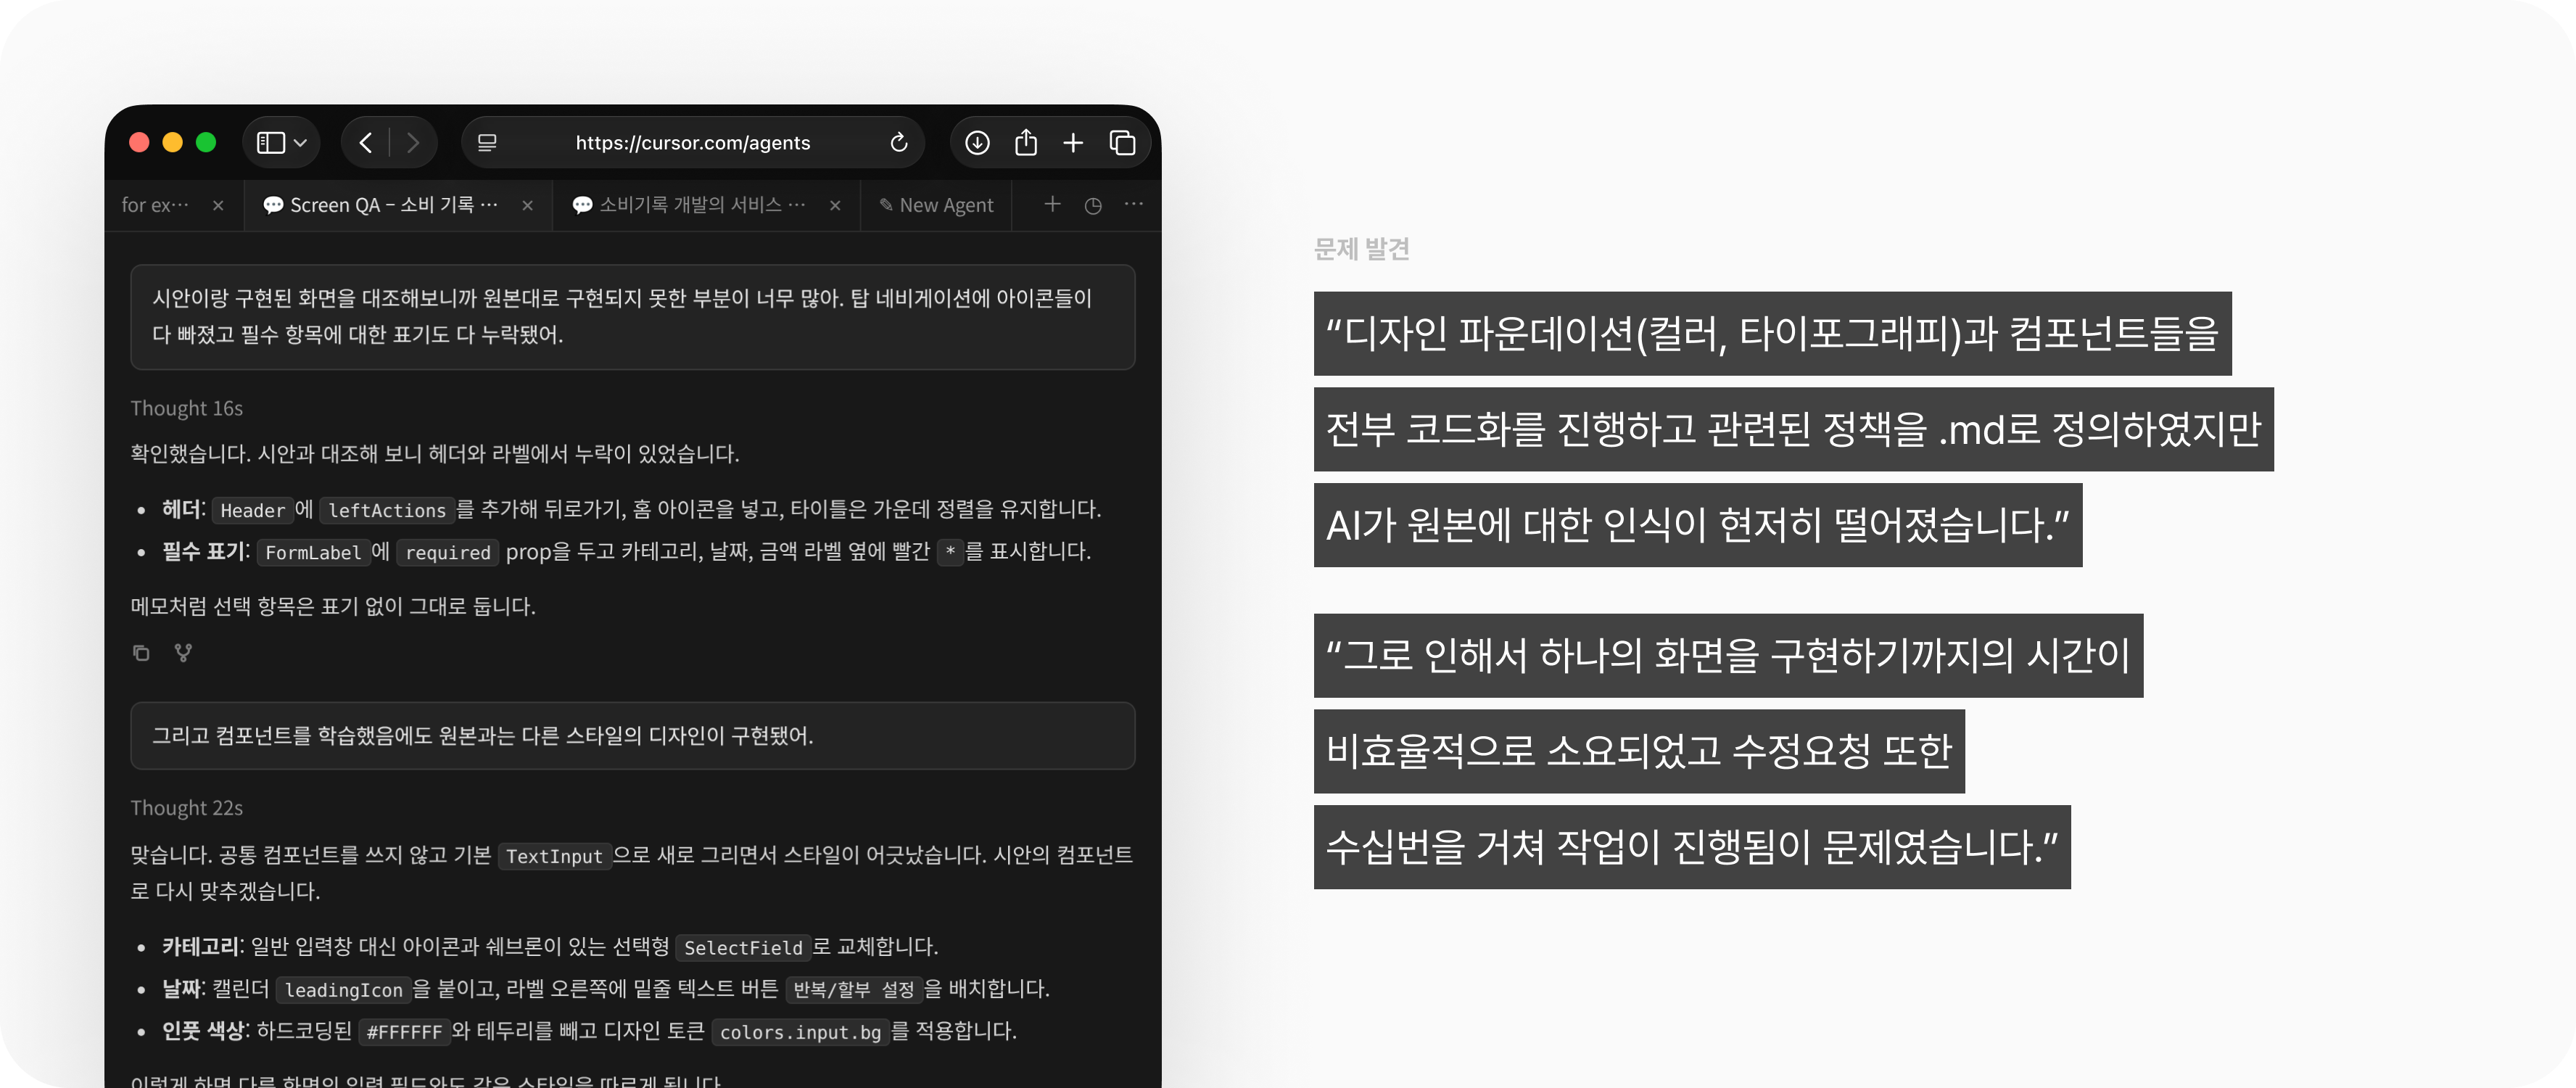 https://cursor.com/agents
for ex…
Screen QA – 소비 기록 …
소비기록 개발의 서비스 …
New Agent
시안이랑 구현된 화면을 대조해보니까 원본대로 구현되지 못한 부분이 너무 많아. 탑 네비게이션에 아이콘들이
다 빠졌고 필수 항목에 대한 표기도 다 누락됐어.
Thought 16s
확인했습니다. 시안과 대조해 보니 헤더와 라벨에서 누락이 있었습니다.
• 헤더: Header에 leftActions를 추가해 뒤로가기, 홈 아이콘을 넣고, 타이틀은 가운데 정렬을 유지합니다.
• 필수 표기: FormLabel에 required prop을 두고 카테고리, 날짜, 금액 라벨 옆에 빨간 *를 표시합니다.
메모처럼 선택 항목은 표기 없이 그대로 둡니다.
그리고 컴포넌트를 학습했음에도 원본과는 다른 스타일의 디자인이 구현됐어.
Thought 22s
맞습니다. 공통 컴포넌트를 쓰지 않고 기본 TextInput으로 새로 그리면서 스타일이 어긋났습니다. 시안의 컴포넌트
로 다시 맞추겠습니다.
• 카테고리: 일반 입력창 대신 아이콘과 쉐브론이 있는 선택형 SelectField로 교체합니다.
• 날짜: 캘린더 leadingIcon을 붙이고, 라벨 오른쪽에 밑줄 텍스트 버튼 반복/할부 설정을 배치합니다.
• 인풋 색상: 하드코딩된 #FFFFFF와 테두리를 빼고 디자인 토큰 colors.input.bg를 적용합니다.
이렇게 하면 다른 화면의 입력 필드와도 같은 스타일을 따르게 됩니다.
문제 발견
“디자인 파운데이션(컬러, 타이포그래피)과 컴포넌트들을
전부 코드화를 진행하고 관련된 정책을 .md로 정의하였지만
AI가 원본에 대한 인식이 현저히 떨어졌습니다.”
“그로 인해서 하나의 화면을 구현하기까지의 시간이
비효율적으로 소요되었고 수정요청 또한
수십번을 거쳐 작업이 진행됨이 문제였습니다.”